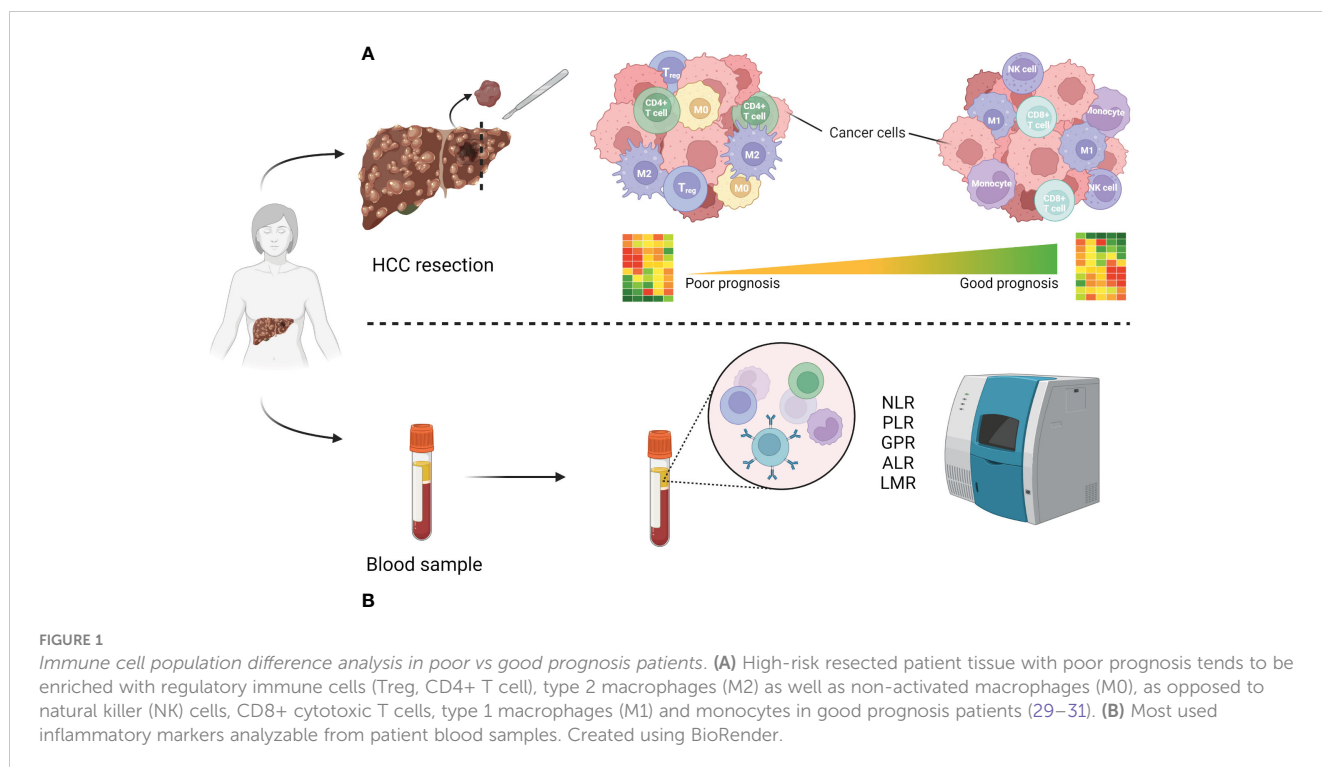 A
Treg
CD4+
T cell
M0
CD4+
T cell
M2
M2
Treg
M0
Cancer cells
NK cell
M1
CD8+
T cell
Monocyte
M1
Monocyte
NK cell
CD8+
T cell
HCC resection
Poor prognosis
Good prognosis
NLR
PLR
GPR
ALR
LMR
Blood sample
B
FIGURE 1
Immune cell population difference analysis in poor vs good prognosis patients. (A) High-risk resected patient tissue with poor prognosis tends to be
enriched with regulatory immune cells (Treg, CD4+ T cell), type 2 macrophages (M2) as well as non-activated macrophages (M0), as opposed to
natural killer (NK) cells, CD8+ cytotoxic T cells, type 1 macrophages (M1) and monocytes in good prognosis patients (29–31). (B) Most used
inflammatory markers analyzable from patient blood samples. Created using BioRender.